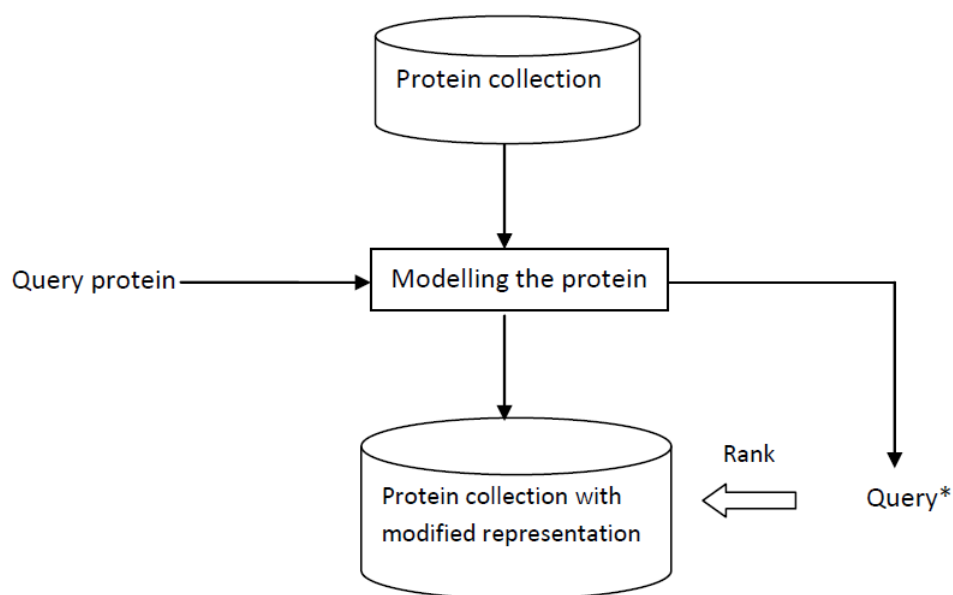 Protein collection
Query protein
Modelling the protein
Rank
Protein collection with
modified representation
Query*